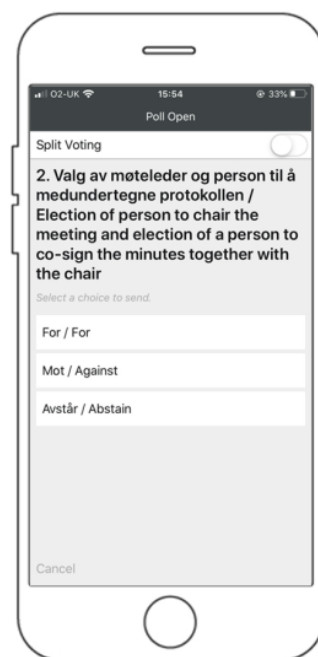 O2-UK 15:54 33%
Poll Open
Split Voting
2. Valg av møteleder og person til å
medundertegne protokollen /
Election of person to chair the
meeting and election of a person to
co-sign the minutes together with
the chair
Select a choice to send.
For / For
Mot / Against
Avstår / Abstain
Cancel